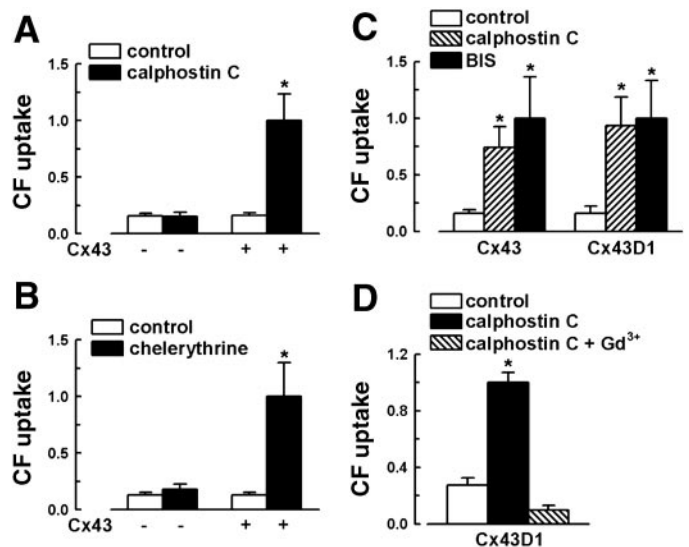 A
control
calphostin C
CF uptake
1.5
1.0
0.5
0.0
*
Cx43 - - + +
B
control
chelerythrine
CF uptake
1.5
1.0
0.5
0.0
*
Cx43 - - + +
C
control
calphostin C
BIS
CF uptake
1.5
1.0
0.5
0.0
* * * *
Cx43 Cx43D1
D
control
calphostin C
calphostin C + Gd³⁺
CF uptake
1.2
0.8
0.4
0.0
*
Cx43D1